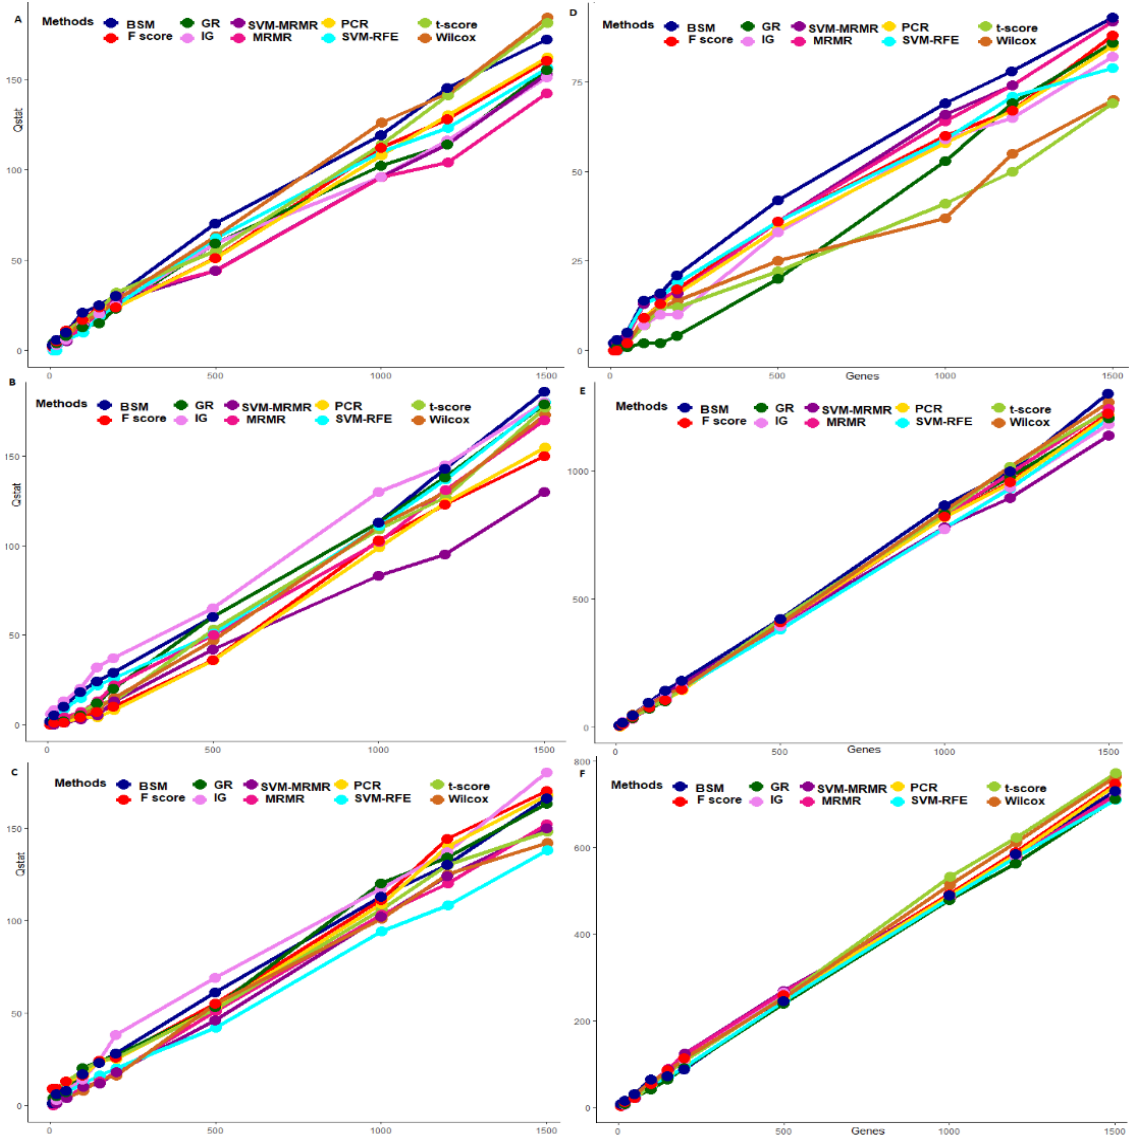 A
Methods BSM GR SVM-MRMR PCR t-score
F score IG MRMR SVM-RFE Wilcox
Qstat
150
100
50
0
0 500 1000 1500
D
Methods BSM GR SVM-MRMR PCR t-score
F score IG MRMR SVM-RFE Wilcox
75
50
25
0
0 500 1000 1500
Genes
B
Methods BSM GR SVM-MRMR PCR t-score
F score IG MRMR SVM-RFE Wilcox
Qstat
150
100
50
0
0 500 1000 1500
E
Methods BSM GR SVM-MRMR PCR t-score
F score IG MRMR SVM-RFE Wilcox
1000
500
0
0 500 1000 1500
Genes
C
Methods BSM GR SVM-MRMR PCR t-score
F score IG MRMR SVM-RFE Wilcox
Qstat
150
100
50
0
0 500 1000 1500
F
Methods BSM GR SVM-MRMR PCR t-score
F score IG MRMR SVM-RFE Wilcox
800
600
400
200
0
0 500 1000 1500
Genes